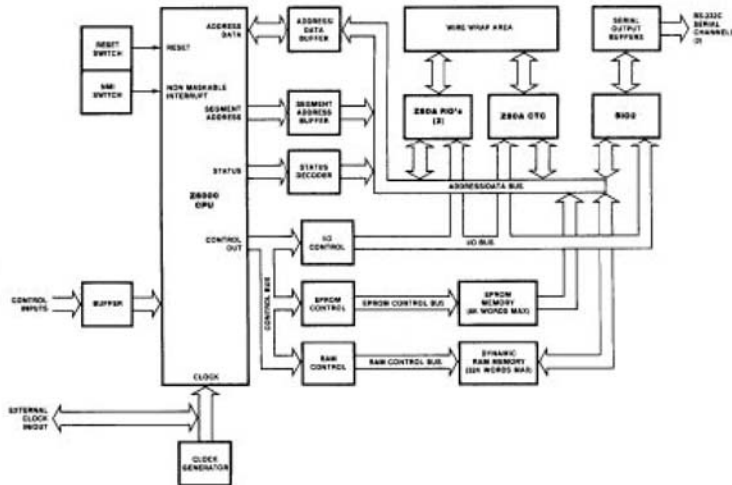 RESET
SWITCH
NMI
SWITCH
RESET
NON MASKABLE
INTERRUPT
ADDRESS
DATA
SEGMENT
ADDRESS
STATUS
Z8000
CPU
CONTROL
OUT
CLOCK
ADDRESS/
DATA
BUFFER
SEGMENT
ADDRESS
BUFFER
STATUS
DECODER
WIRE WRAP AREA
SERIAL
OUTPUT
BUFFERS
RS-232C
SERIAL
CHANNELS
(2)
Z80A PIO's
(2)
Z80A CTC
SIO2
ADDRESS/DATA BUS
I/O
CONTROL
I/O BUS
CONTROL BUS
CONTROL
INPUTS
BUFFER
EPROM
CONTROL
EPROM CONTROL BUS
EPROM
MEMORY
WORDS MAX)
RAM
CONTROL
RAM CONTROL BUS
DYNAMIC
RAM MEMORY
(32K WORDS MAX)
EXTERNAL
CLOCK
IN/OUT
CLOCK
GENERATOR